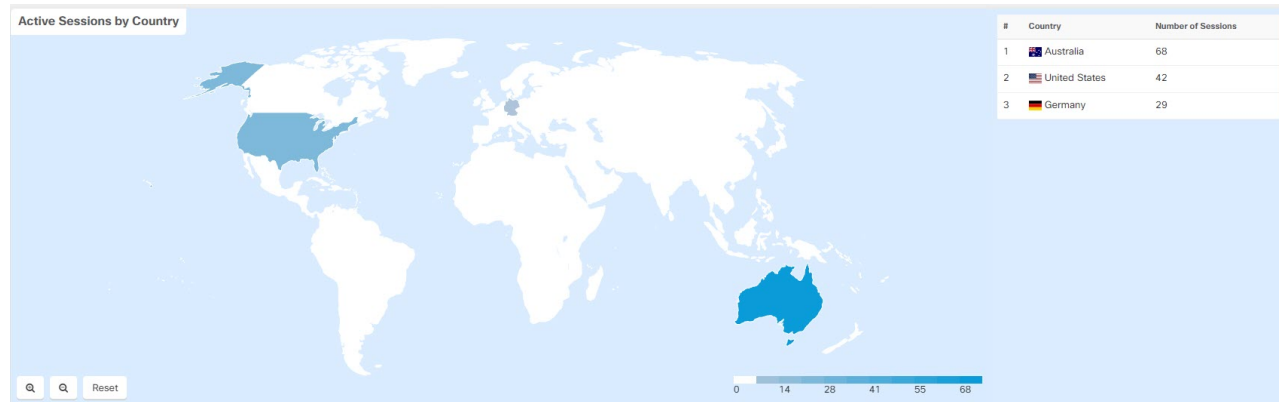 Active Sessions by Country
# Country Number of Sessions
1 Australia 68
2 United States 42
3 Germany 29
Reset
0 14 28 41 55 68